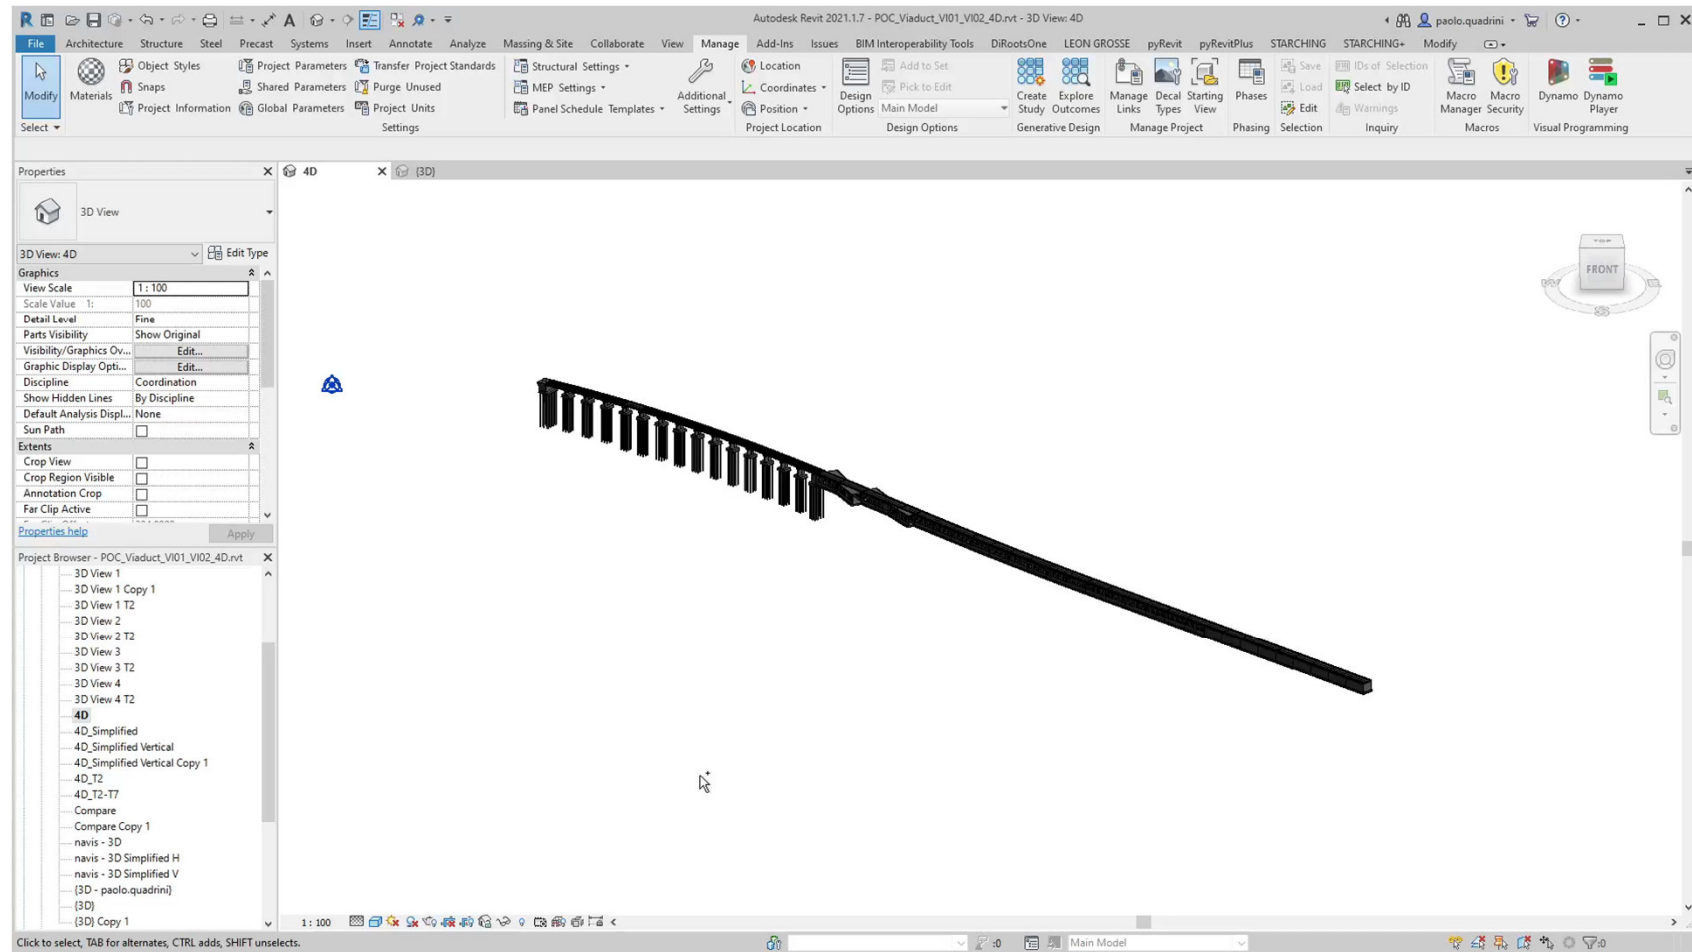 Autodesk Revit 2021.1.7 - POC_Viaduct_VI01_VI02_4D.rvt - 3D View: 4D
paolo.quadrini
File Architecture Structure Steel Precast Systems Insert Annotate Analyze Massing & Site Collaborate View Manage Add-Ins Issues BIM Interoperability Tools DiRootsOne LEON GROSSE pyRevit pyRevitPlus STARCHING STARCHING+ Modify
Modify
Select
Materials
Object Styles
Snaps
Project Information
Project Parameters
Shared Parameters
Global Parameters
Transfer Project Standards
Purge Unused
Project Units
Settings
Structural Settings
MEP Settings
Panel Schedule Templates
Additional Settings
Location
Coordinates
Position
Project Location
Design Options
Add to Set
Pick to Edit
Main Model
Design Options
Create Study
Explore Outcomes
Generative Design
Manage Links
Decal Types
Starting View
Manage Project
Phases
Phasing
Save
Load
Edit
Selection
IDs of Selection
Select by ID
Warnings
Inquiry
Macro Manager
Macro Security
Macros
Dynamo
Dynamo Player
Visual Programming
Properties
4D
{3D}
3D View
3D View: 4D
Edit Type
Graphics
View Scale 1 : 100
Scale Value 1: 100
Detail Level Fine
Parts Visibility Show Original
Visibility/Graphics Ov... Edit...
Graphic Display Opti... Edit...
Discipline Coordination
Show Hidden Lines By Discipline
Default Analysis Displ... None
Sun Path
Extents
Crop View
Crop Region Visible
Annotation Crop
Far Clip Active
Properties help
Apply
Project Browser - POC_Viaduct_VI01_VI02_4D.rvt
3D View 1
3D View 1 Copy 1
3D View 1 T2
3D View 2
3D View 2 T2
3D View 3
3D View 3 T2
3D View 4
3D View 4 T2
4D
4D_Simplified
4D_Simplified Vertical
4D_Simplified Vertical Copy 1
4D_T2
4D_T2-T7
Compare
Compare Copy 1
navis - 3D
navis - 3D Simplified H
navis - 3D Simplified V
{3D - paolo.quadrini}
{3D}
{3D} Copy 1
TOP
FRONT
1 : 100
Click to select, TAB for alternates, CTRL adds, SHIFT unselects.
:0
Main Model
:0